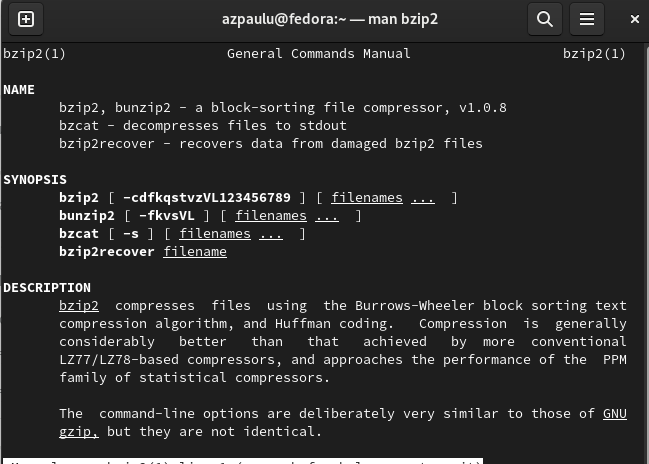 azpaulu@fedora:~ — man bzip2
bzip2(1) General Commands Manual bzip2(1)
NAME
bzip2, bunzip2 - a block-sorting file compressor, v1.0.8
bzcat - decompresses files to stdout
bzip2recover - recovers data from damaged bzip2 files
SYNOPSIS
bzip2 [ -cdfkqstvzVL123456789 ] [ filenames ... ]
bunzip2 [ -fkvsVL ] [ filenames ... ]
bzcat [ -s ] [ filenames ... ]
bzip2recover filename
DESCRIPTION
bzip2 compresses files using the Burrows-Wheeler block sorting text
compression algorithm, and Huffman coding. Compression is generally
considerably better than that achieved by more conventional
LZ77/LZ78-based compressors, and approaches the performance of the PPM
family of statistical compressors.
The command-line options are deliberately very similar to those of GNU
gzip, but they are not identical.